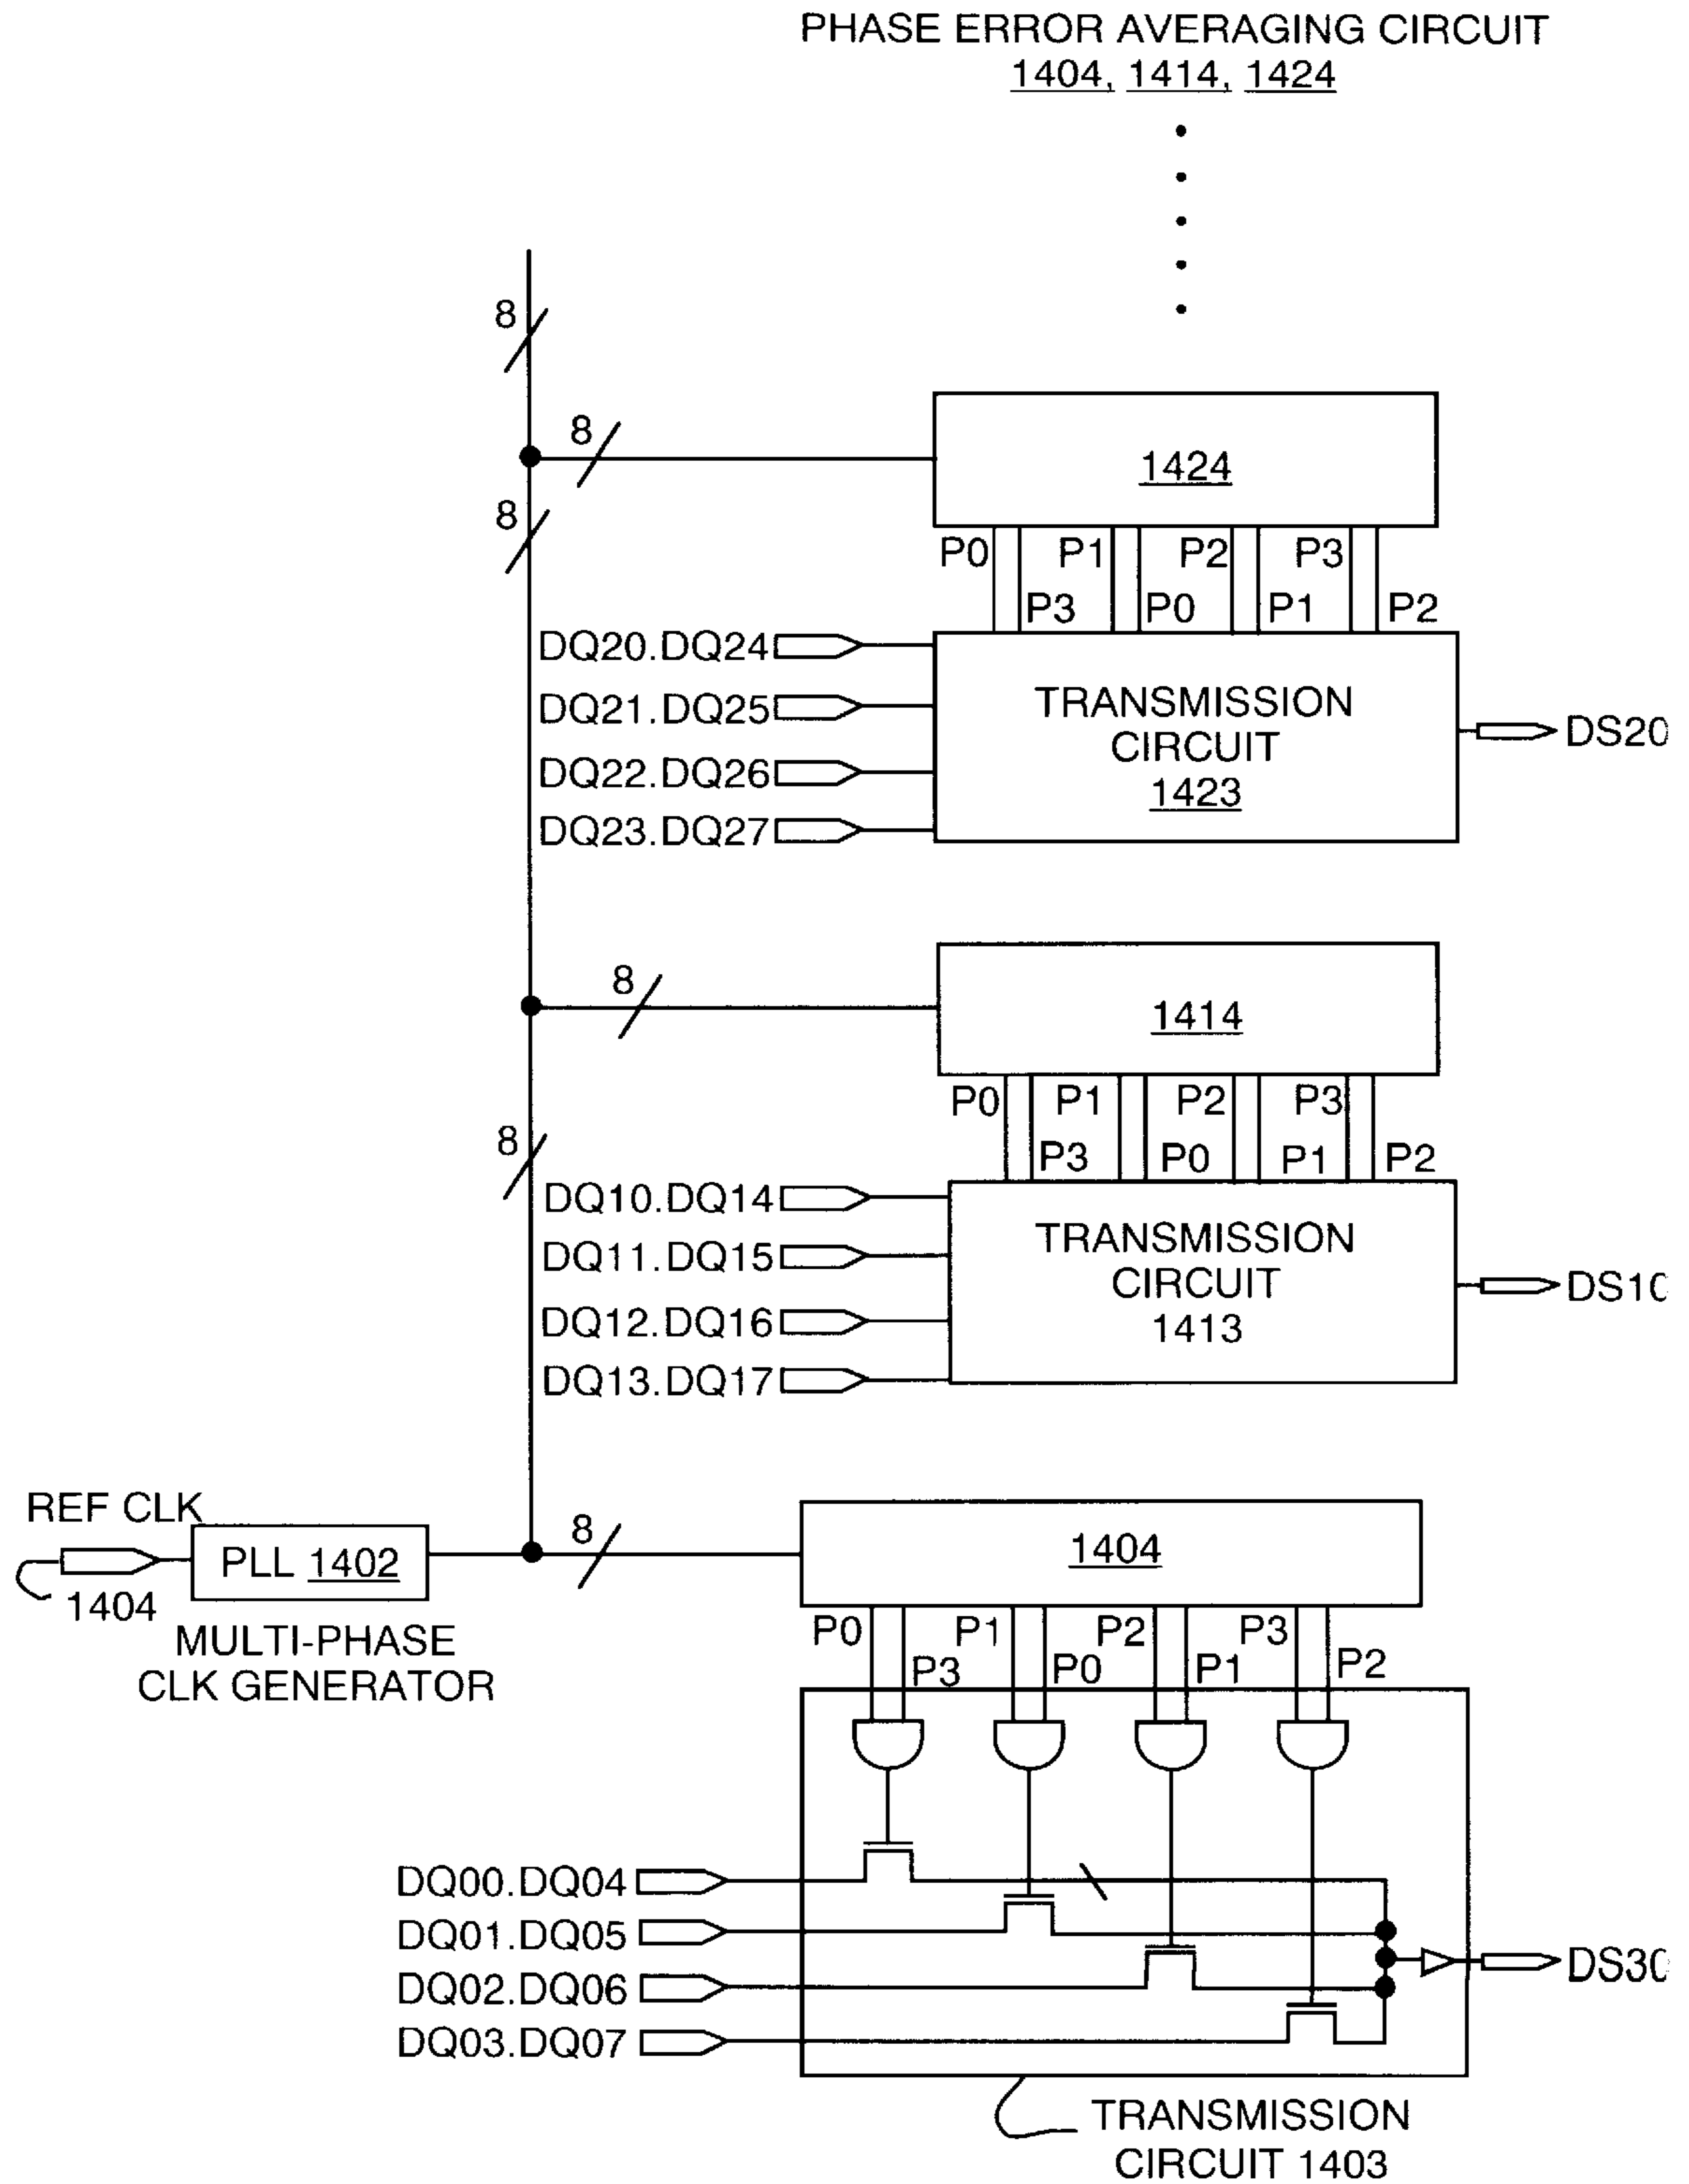 PHASE ERROR AVERAGING CIRCUIT
1404, 1414, 1424
8
8
1424
8
P0 P1 P2 P3
P3 P0 P1 P2
DQ20.DQ24
DQ21.DQ25
DQ22.DQ26
DQ23.DQ27
TRANSMISSION
CIRCUIT
1423
DS20
8
1414
P0 P1 P2 P3
8
P3 P0 P1 P2
DQ10.DQ14
DQ11.DQ15
DQ12.DQ16
DQ13.DQ17
TRANSMISSION
CIRCUIT
1413
DS10
REF CLK
1404
PLL 1402
MULTI-PHASE
CLK GENERATOR
8
1404
P0 P1 P2 P3
P3 P0 P1 P2
DQ00.DQ04
DQ01.DQ05
DQ02.DQ06
DQ03.DQ07
DS30
TRANSMISSION
CIRCUIT 1403